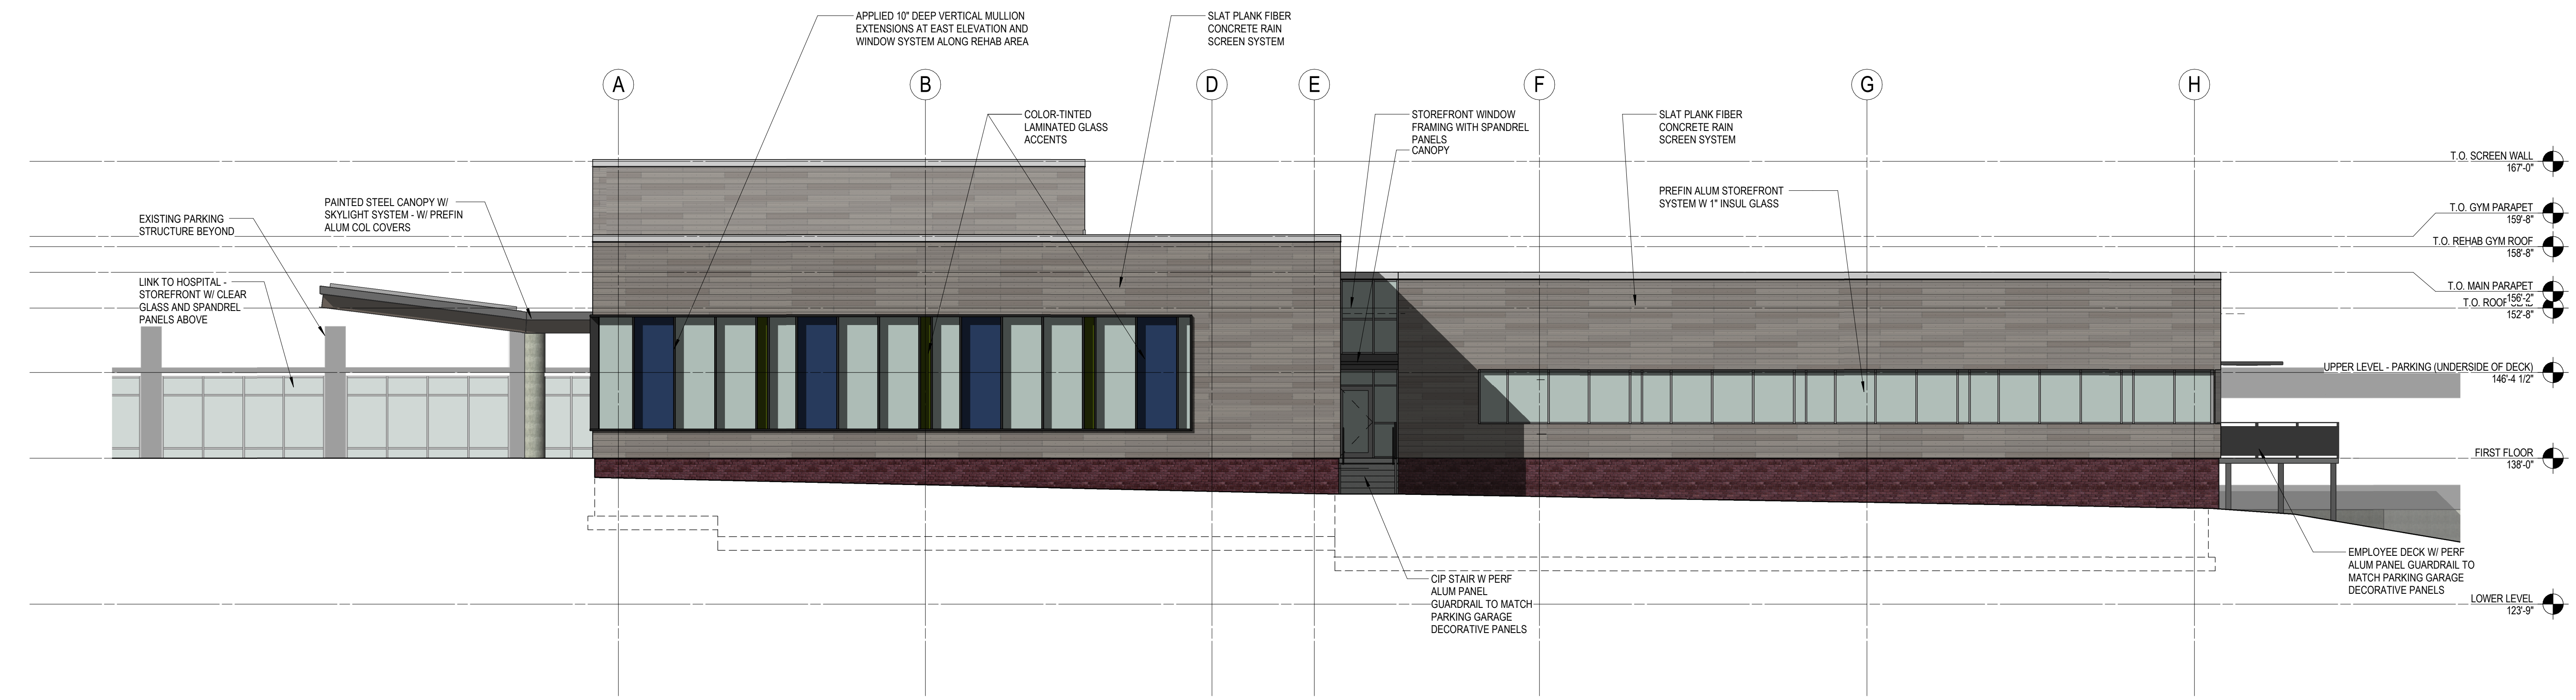 APPLIED 10" DEEP VERTICAL MULLION
EXTENSIONS AT EAST ELEVATION AND
WINDOW SYSTEM ALONG REHAB AREA
SLAT PLANK FIBER
CONCRETE RAIN
SCREEN SYSTEM
A
B
D
E
F
G
H
COLOR-TINTED
LAMINATED GLASS
ACCENTS
STOREFRONT WINDOW
FRAMING WITH SPANDREL
PANELS
CANOPY
SLAT PLANK FIBER
CONCRETE RAIN
SCREEN SYSTEM
PREFIN ALUM STOREFRONT
SYSTEM W 1" INSUL GLASS
PAINTED STEEL CANOPY W/
SKYLIGHT SYSTEM - W/ PREFIN
ALUM COL COVERS
EXISTING PARKING
STRUCTURE BEYOND
LINK TO HOSPITAL -
STOREFRONT W/ CLEAR
GLASS AND SPANDREL
PANELS ABOVE
T.O. SCREEN WALL
167'-0"
T.O. GYM PARAPET
159'-8"
T.O. REHAB GYM ROOF
158'-8"
T.O. MAIN PARAPET
156'-2"
T.O. ROOF
152'-8"
UPPER LEVEL - PARKING (UNDERSIDE OF DECK)
146'-4 1/2"
FIRST FLOOR
138'-0"
EMPLOYEE DECK W/ PERF
ALUM PANEL GUARDRAIL TO
MATCH PARKING GARAGE
DECORATIVE PANELS
CIP STAIR W PERF
ALUM PANEL
GUARDRAIL TO MATCH
PARKING GARAGE
DECORATIVE PANELS
LOWER LEVEL
123'-9"